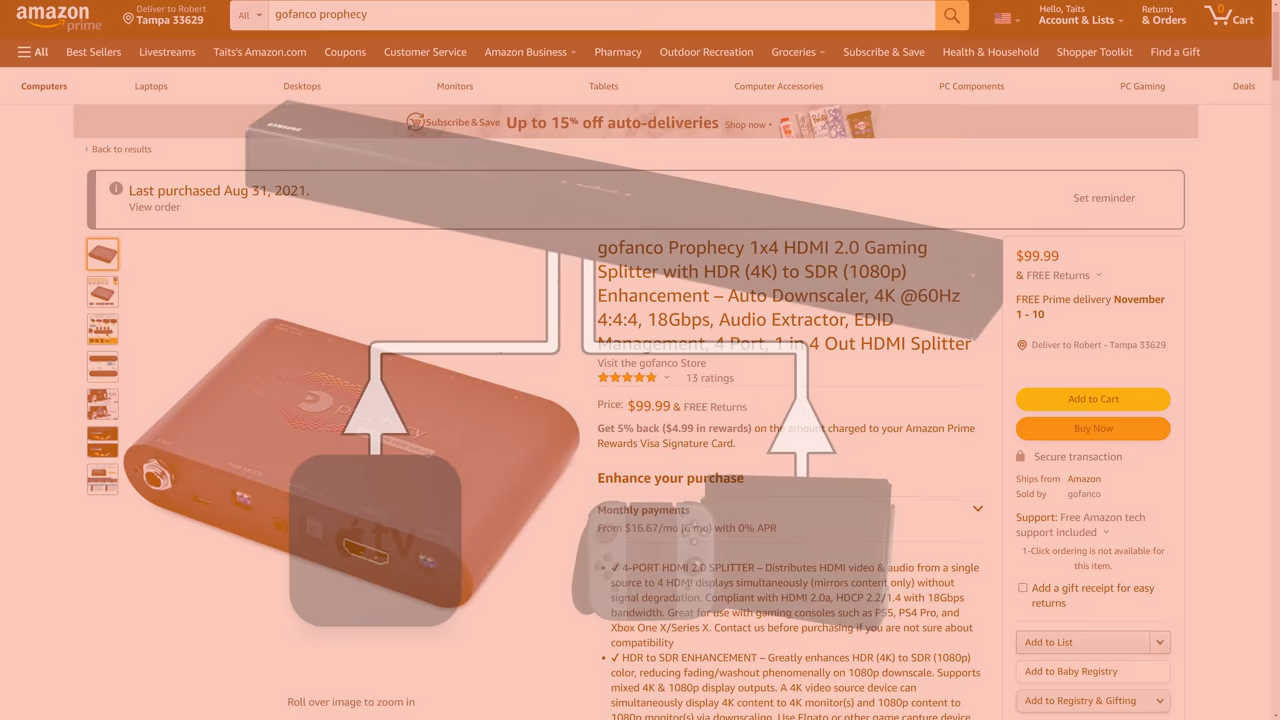 amazon
prime
Deliver to Robert
Tampa 33629
All
gofanco prophecy
Hello, Taits
Account & Lists
Returns
& Orders
0
Cart
All
Best Sellers
Livestreams
Taits's Amazon.com
Coupons
Customer Service
Amazon Business
Pharmacy
Outdoor Recreation
Groceries
Subscribe & Save
Health & Household
Shopper Toolkit
Find a Gift
Computers
Laptops
Desktops
Monitors
Tablets
Computer Accessories
PC Components
PC Gaming
Deals
Subscribe & Save
Up to 15% off auto-deliveries
Shop now
SAMSUNG
‹ Back to results
Last purchased Aug 31, 2021.
View order
Set reminder
gofanco Prophecy 1x4 HDMI 2.0 Gaming
Splitter with HDR (4K) to SDR (1080p)
Enhancement – Auto Downscaler, 4K @60Hz
4:4:4, 18Gbps, Audio Extractor, EDID
Management, 4 Port, 1 in 4 Out HDMI Splitter
Visit the gofanco Store
13 ratings
Price: $99.99 & FREE Returns
Get 5% back ($4.99 in rewards) on the amount charged to your Amazon Prime
Rewards Visa Signature Card.
Enhance your purchase
Monthly payments
From $16.67/mo (6 mo) with 0% APR
• ✓ 4-PORT HDMI 2.0 SPLITTER – Distributes HDMI video & audio from a single
source to 4 HDMI displays simultaneously (mirrors content only) without
signal degradation. Compliant with HDMI 2.0a, HDCP 2.2/1.4 with 18Gbps
bandwidth. Great for use with gaming consoles such as PS5, PS4 Pro, and
Xbox One X/Series X. Contact us before purchasing if you are not sure about
compatibility
• ✓ HDR to SDR ENHANCEMENT – Greatly enhances HDR (4K) to SDR (1080p)
color, reducing fading/washout phenomenally on 1080p downscale. Supports
mixed 4K & 1080p display outputs. A 4K video source device can
simultaneously display 4K content to 4K monitor(s) and 1080p content to
1080p monitor(s) via downscaling. Use Elgato or other game capture device
tv
Roll over image to zoom in
$99.99
& FREE Returns
FREE Prime delivery November
1 - 10
Deliver to Robert - Tampa 33629
Add to Cart
Buy Now
Secure transaction
Ships from Amazon
Sold by gofanco
Support: Free Amazon tech
support included
1-Click ordering is not available for
this item.
Add a gift receipt for easy
returns
Add to List
Add to Baby Registry
Add to Registry & Gifting